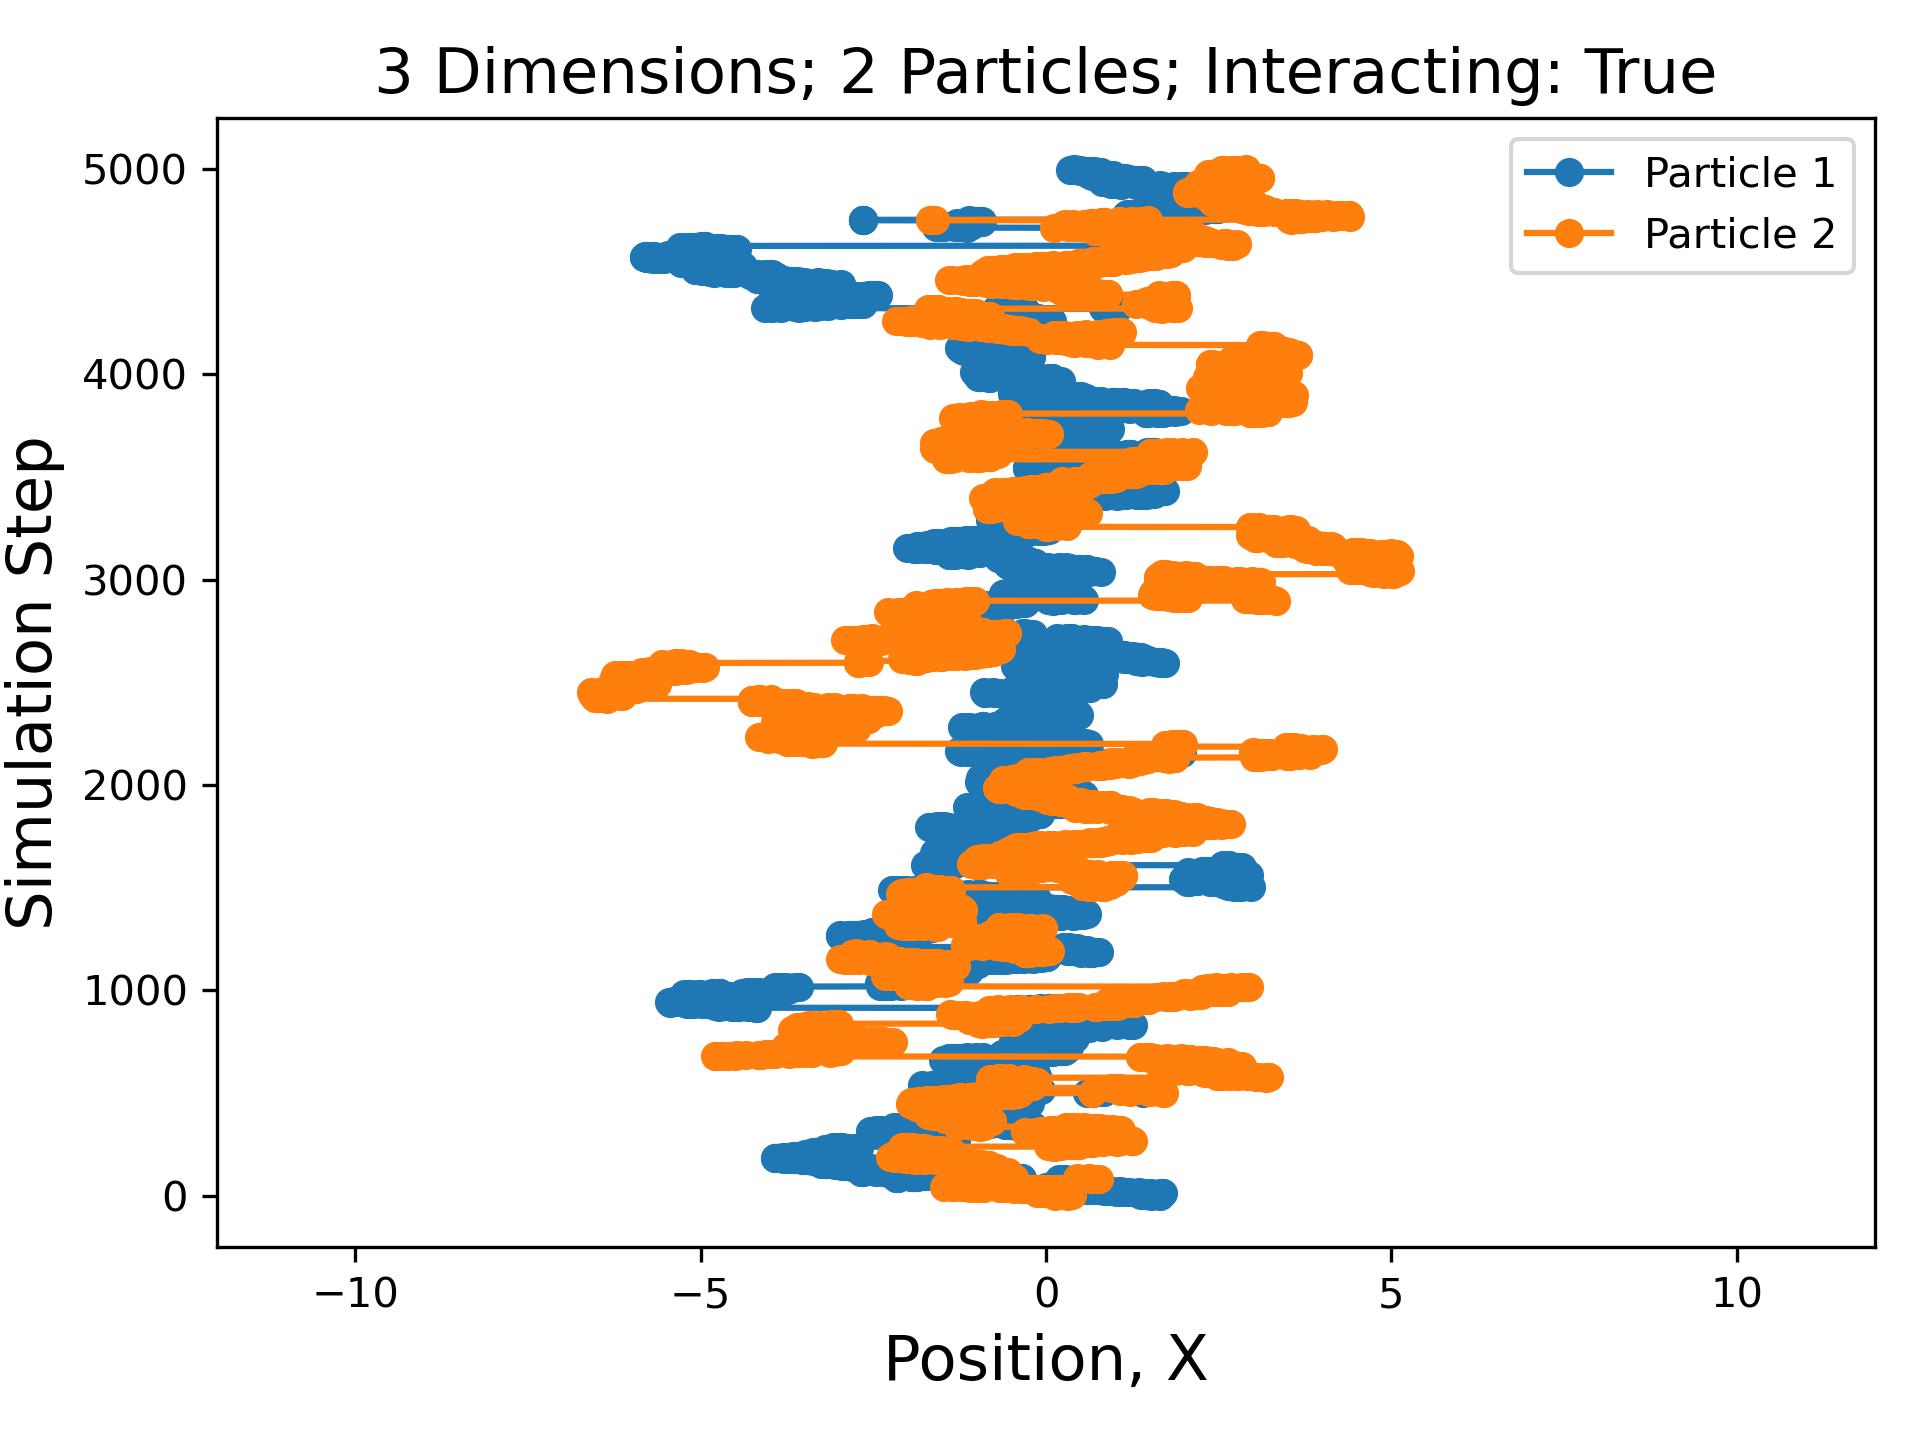 3 Dimensions; 2 Particles; Interacting: True
Particle 1
Particle 2
5000
4000
3000
2000
1000
0
Simulation Step
−10
−5
0
5
10
Position, X